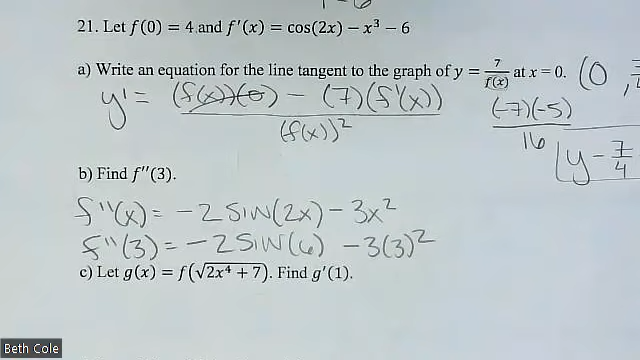 21. Let f(0) = 4 and f'(x) = cos(2x) − x³ − 6
a) Write an equation for the line tangent to the graph of y = 7/f(x) at x = 0. (0,
y' = (f(x))(0) − (7)(f'(x)) / (f(x))²
(-7)(-5) / 16
y − 7/4
b) Find f''(3).
f''(x) = −2 SIN(2x) − 3x²
f''(3) = −2 SIN(6) − 3(3)²
c) Let g(x) = f(√2x⁴ + 7). Find g'(1).
Beth Cole